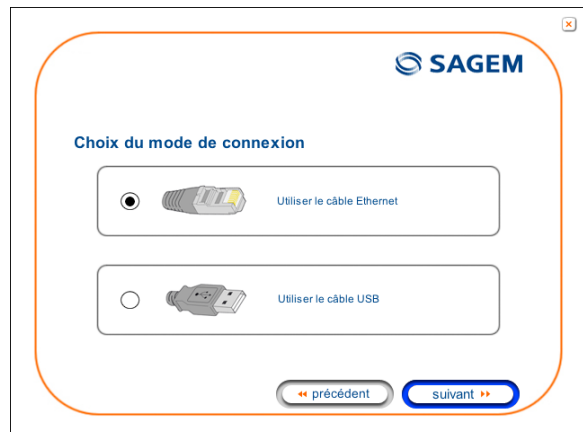 SAGEM
Choix du mode de connexion
Utiliser le câble Ethernet
Utiliser le câble USB
précédent
suivant